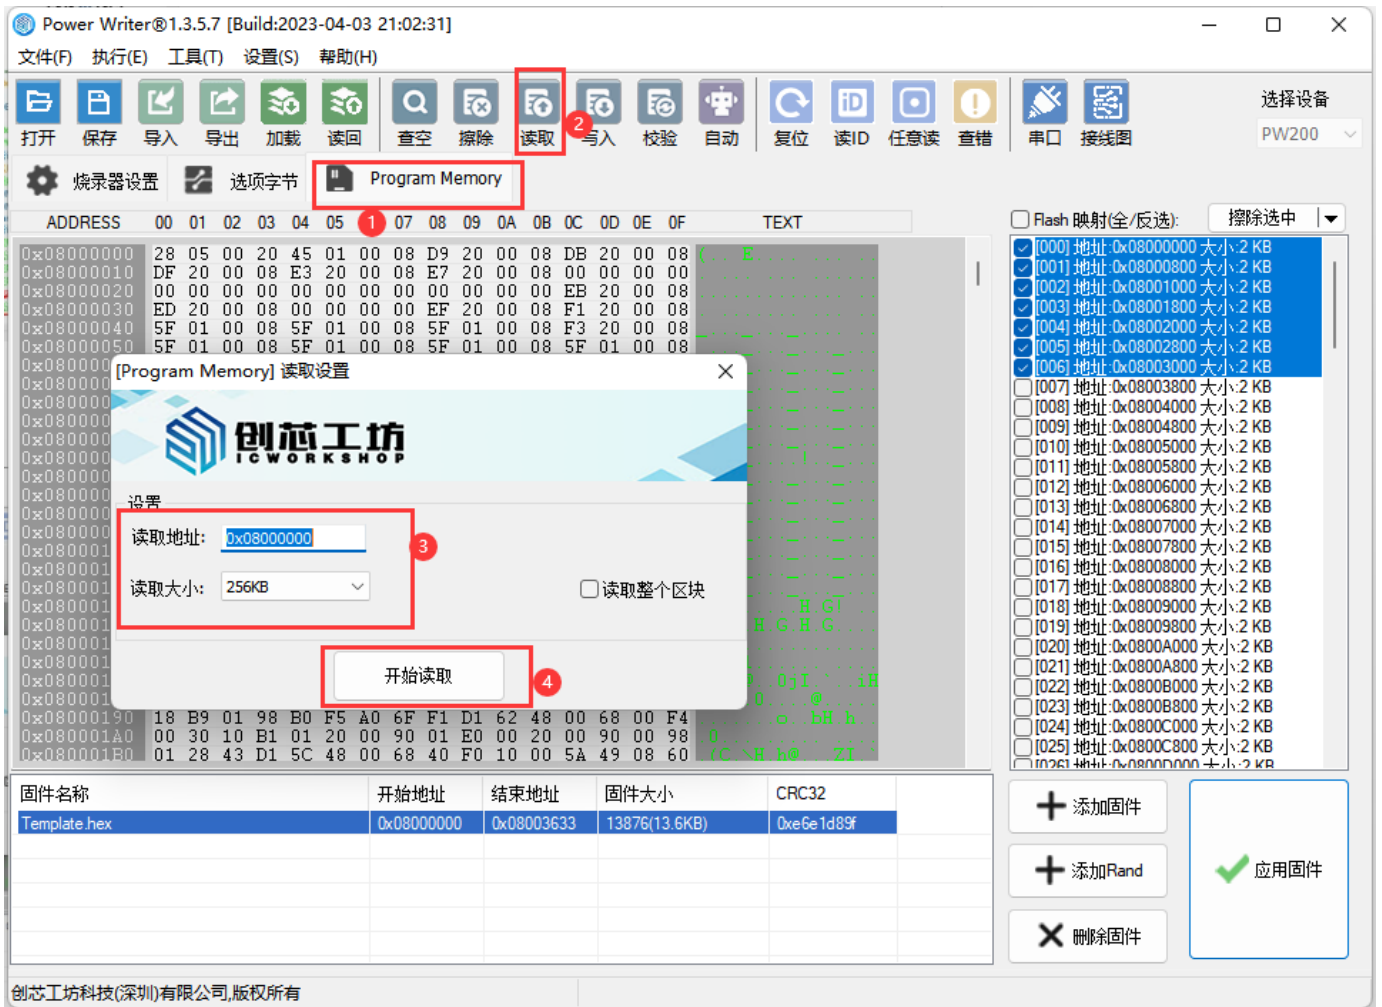 Power Writer®1.3.5.7 [Build:2023-04-03 21:02:31]
文件(F) 执行(E) 工具(T) 设置(S) 帮助(H)
打开 保存 导入 导出 加载 读回 查空 擦除 读取 2 写入 校验 自动 复位 读ID 任意读 查错 串口 接线图
选择设备
PW200
烧录器设置 选项字节 Program Memory
ADDRESS 00 01 02 03 04 05 1 07 08 09 0A 0B 0C 0D 0E 0F TEXT
0x08000000 28 05 00 20 45 01 00 08 D9 20 00 08 DB 20 00 08
0x08000010 DF 20 00 08 E3 20 00 08 E7 20 00 08 00 00 00 00
0x08000020 00 00 00 00 00 00 00 00 00 00 00 00 EB 20 00 08
0x08000030 ED 20 00 08 00 00 00 00 EF 20 00 08 F1 20 00 08
0x08000040 5F 01 00 08 5F 01 00 08 5F 01 00 08 F3 20 00 08
0x08000050 5F 01 00 08 5F 01 00 08 5F 01 00 08 5F 01 00 08
[Program Memory] 读取设置
创芯工坊
ICWORKSHOP
设置
读取地址: 0x08000000
3
读取大小: 256KB
读取整个区块
开始读取
4
0x08000190 18 B9 01 98 B0 F5 A0 6F F1 D1 62 48 00 68 00 F4
0x080001A0 00 30 10 B1 01 20 00 90 01 E0 00 20 00 90 00 98
0x080001B0 01 28 43 D1 5C 48 00 68 40 F0 10 00 5A 49 08 60
Flash 映射(全/反选): 擦除选中
[000] 地址:0x08000000 大小:2 KB
[001] 地址:0x08000800 大小:2 KB
[002] 地址:0x08001000 大小:2 KB
[003] 地址:0x08001800 大小:2 KB
[004] 地址:0x08002000 大小:2 KB
[005] 地址:0x08002800 大小:2 KB
[006] 地址:0x08003000 大小:2 KB
[007] 地址:0x08003800 大小:2 KB
[008] 地址:0x08004000 大小:2 KB
[009] 地址:0x08004800 大小:2 KB
[010] 地址:0x08005000 大小:2 KB
[011] 地址:0x08005800 大小:2 KB
[012] 地址:0x08006000 大小:2 KB
[013] 地址:0x08006800 大小:2 KB
[014] 地址:0x08007000 大小:2 KB
[015] 地址:0x08007800 大小:2 KB
[016] 地址:0x08008000 大小:2 KB
[017] 地址:0x08008800 大小:2 KB
[018] 地址:0x08009000 大小:2 KB
[019] 地址:0x08009800 大小:2 KB
[020] 地址:0x0800A000 大小:2 KB
[021] 地址:0x0800A800 大小:2 KB
[022] 地址:0x0800B000 大小:2 KB
[023] 地址:0x0800B800 大小:2 KB
[024] 地址:0x0800C000 大小:2 KB
[025] 地址:0x0800C800 大小:2 KB
[026] 地址:0x0800D000 大小:2 KB
固件名称 开始地址 结束地址 固件大小 CRC32
Template.hex 0x08000000 0x08003633 13876(13.6KB) 0xe6e1d89f
添加固件
添加Rand
删除固件
应用固件
创芯工坊科技(深圳)有限公司,版权所有